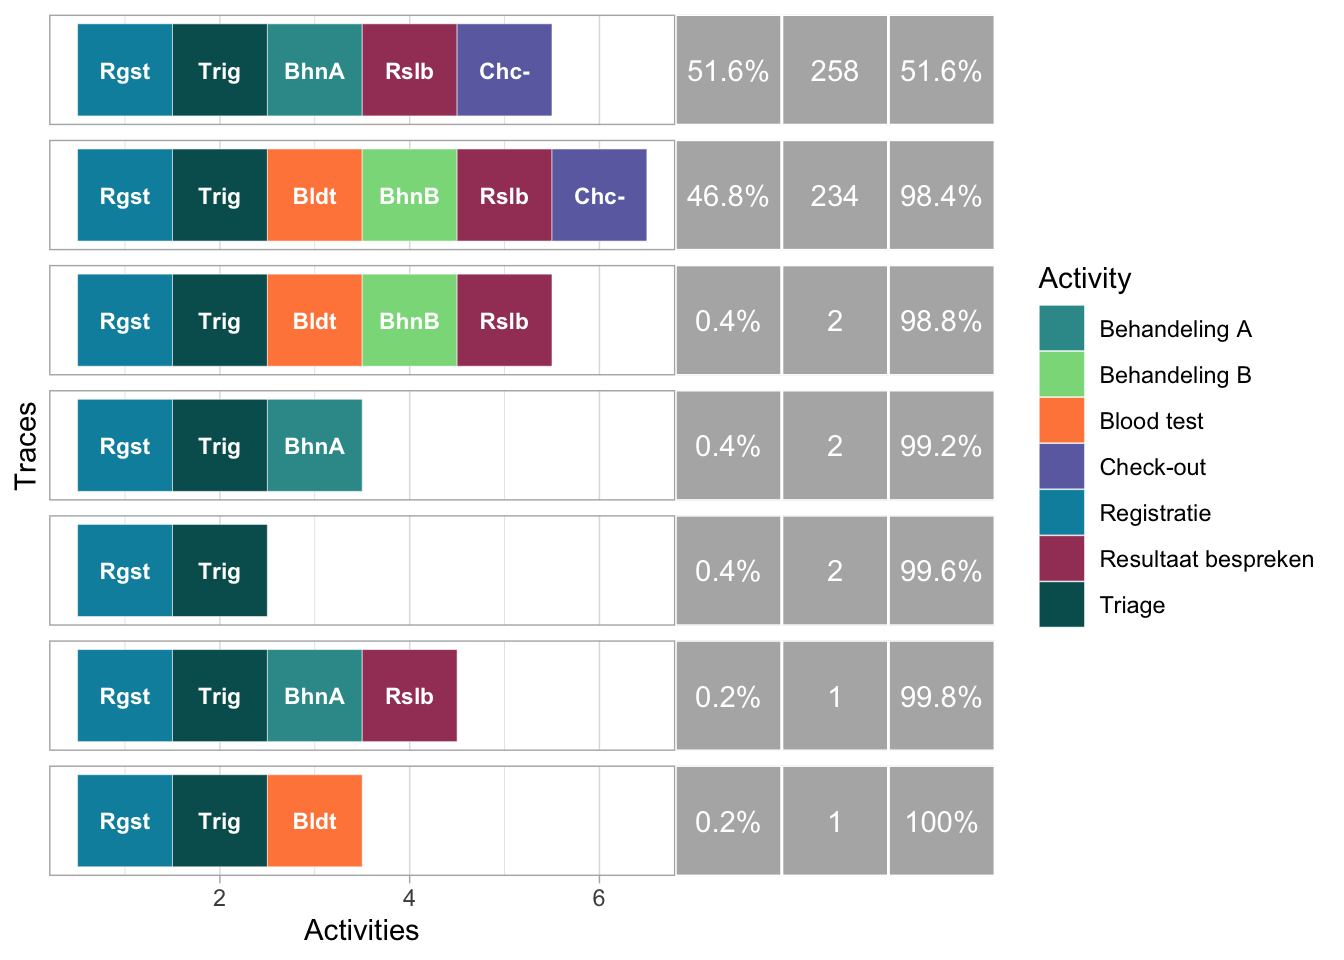 Rgst Trig BhnA Rslb Chc- 51.6% 258 51.6%
Rgst Trig Bldt BhnB Rslb Chc- 46.8% 234 98.4%
Rgst Trig Bldt BhnB Rslb 0.4% 2 98.8%
Rgst Trig BhnA 0.4% 2 99.2%
Rgst Trig 0.4% 2 99.6%
Rgst Trig BhnA Rslb 0.2% 1 99.8%
Rgst Trig Bldt 0.2% 1 100%
Traces
2 4 6
Activities
Activity
Behandeling A
Behandeling B
Blood test
Check-out
Registratie
Resultaat bespreken
Triage